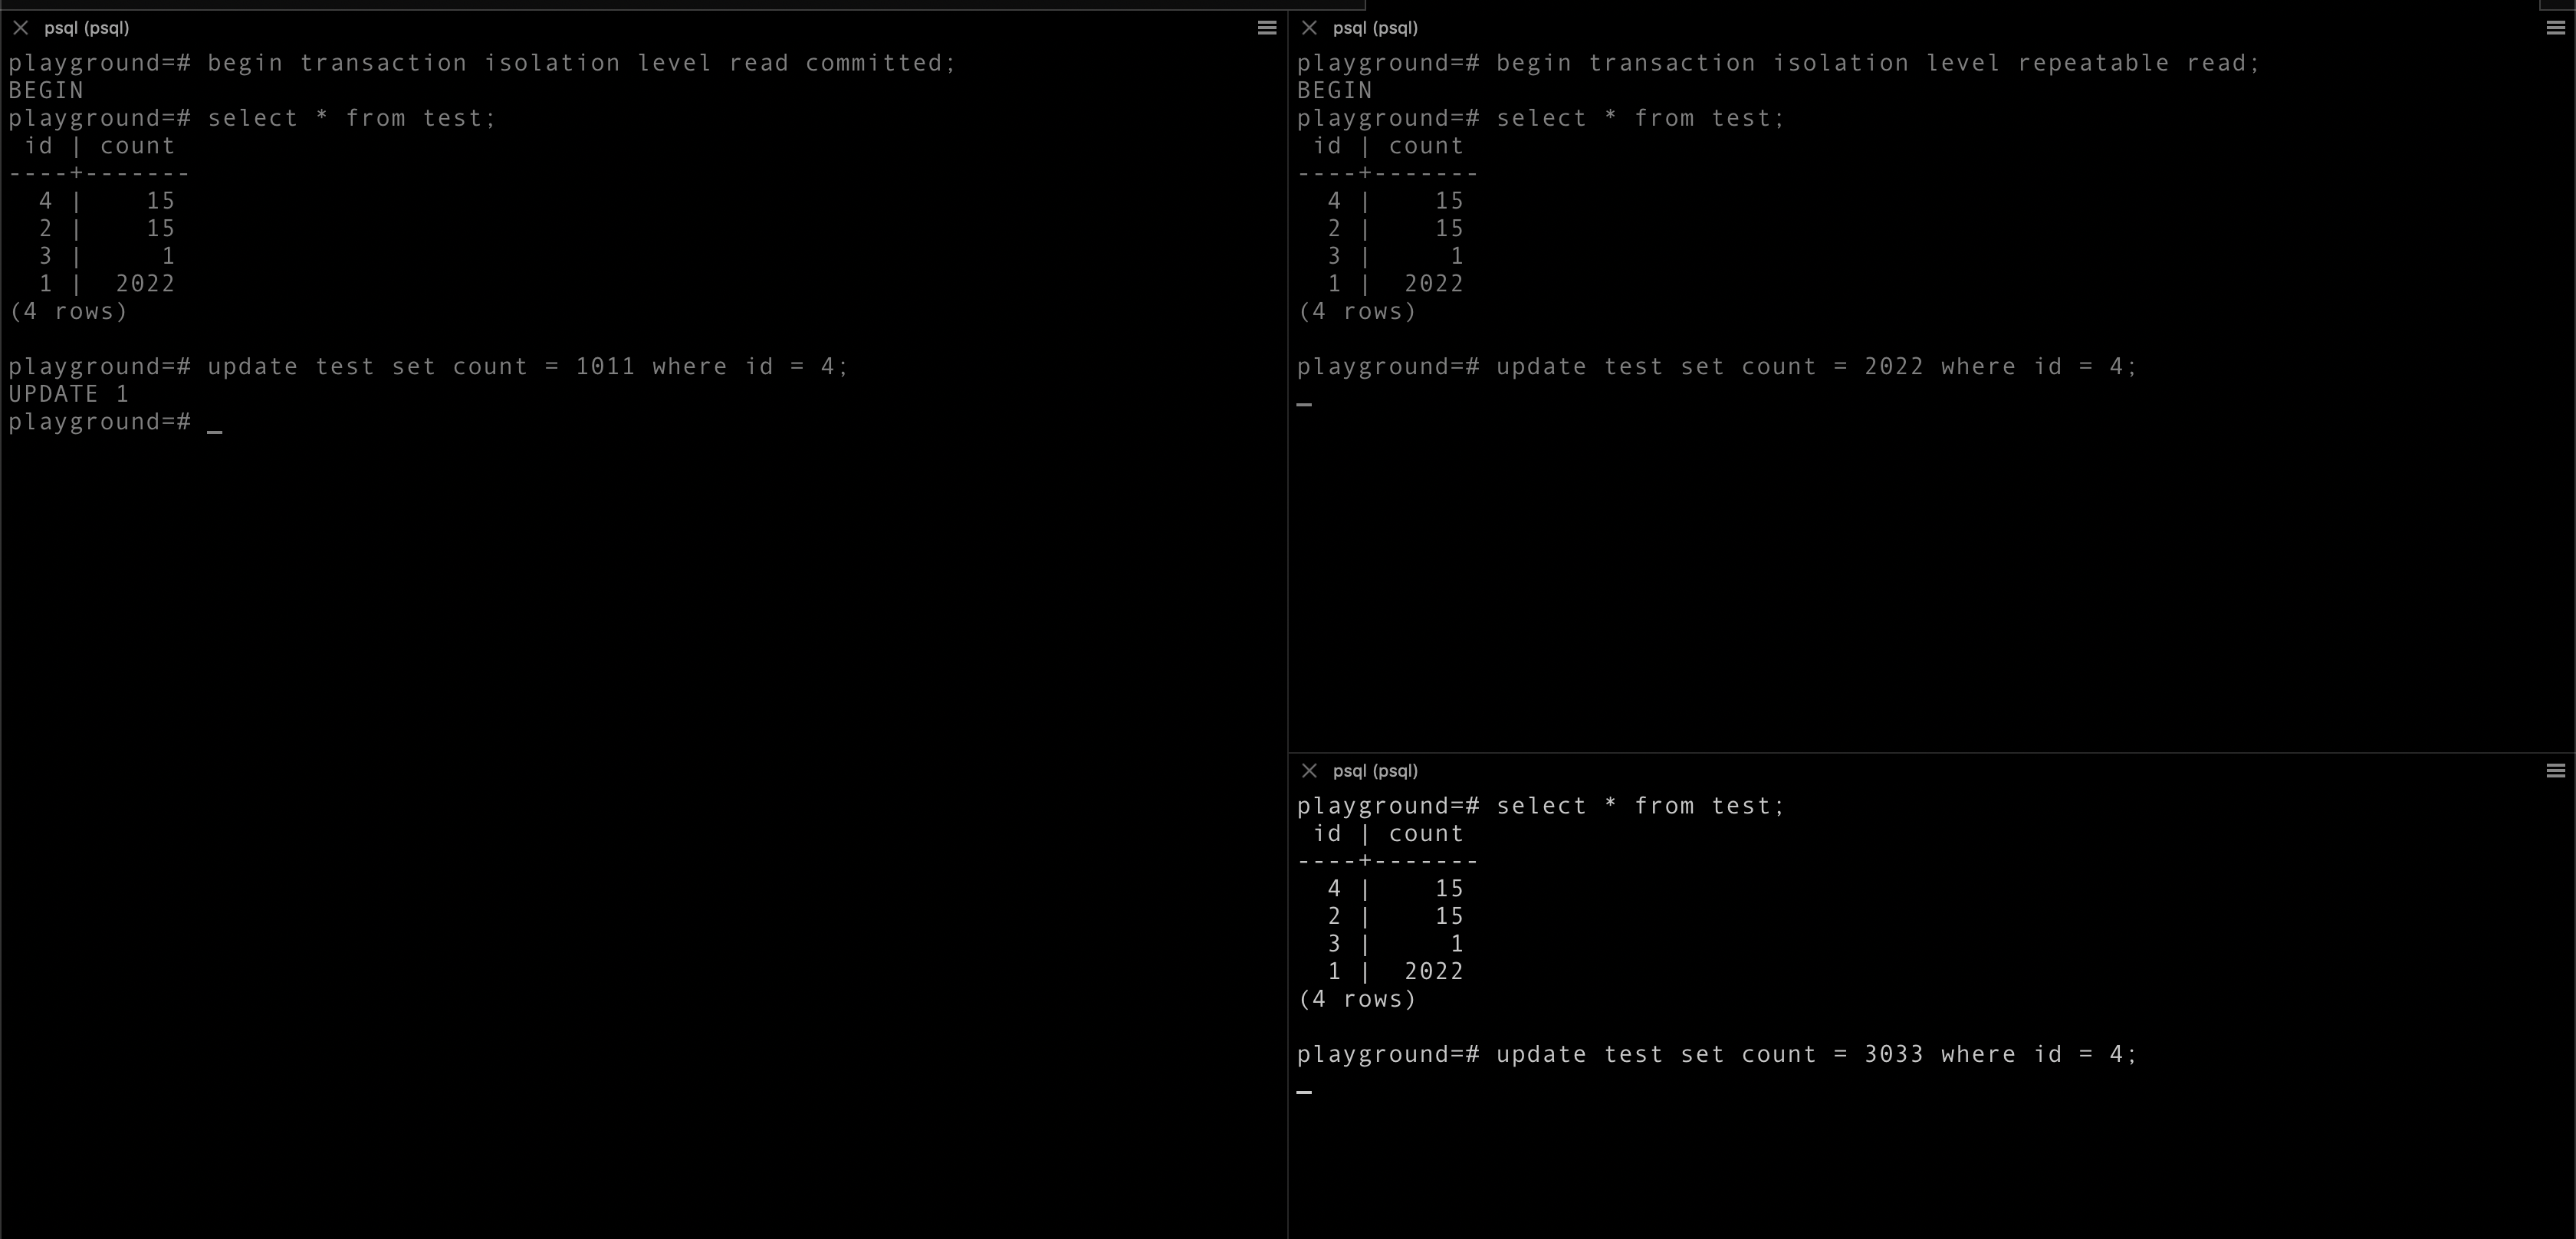 psql (psql)
playground=# begin transaction isolation level read committed;
BEGIN
playground=# select * from test;
 id | count
----+-------
  4 |    15
  2 |    15
  3 |     1
  1 |  2022
(4 rows)

playground=# update test set count = 1011 where id = 4;
UPDATE 1
playground=# _
psql (psql)
playground=# begin transaction isolation level repeatable read;
BEGIN
playground=# select * from test;
 id | count
----+-------
  4 |    15
  2 |    15
  3 |     1
  1 |  2022
(4 rows)

playground=# update test set count = 2022 where id = 4;
_
psql (psql)
playground=# select * from test;
 id | count
----+-------
  4 |    15
  2 |    15
  3 |     1
  1 |  2022
(4 rows)

playground=# update test set count = 3033 where id = 4;
_